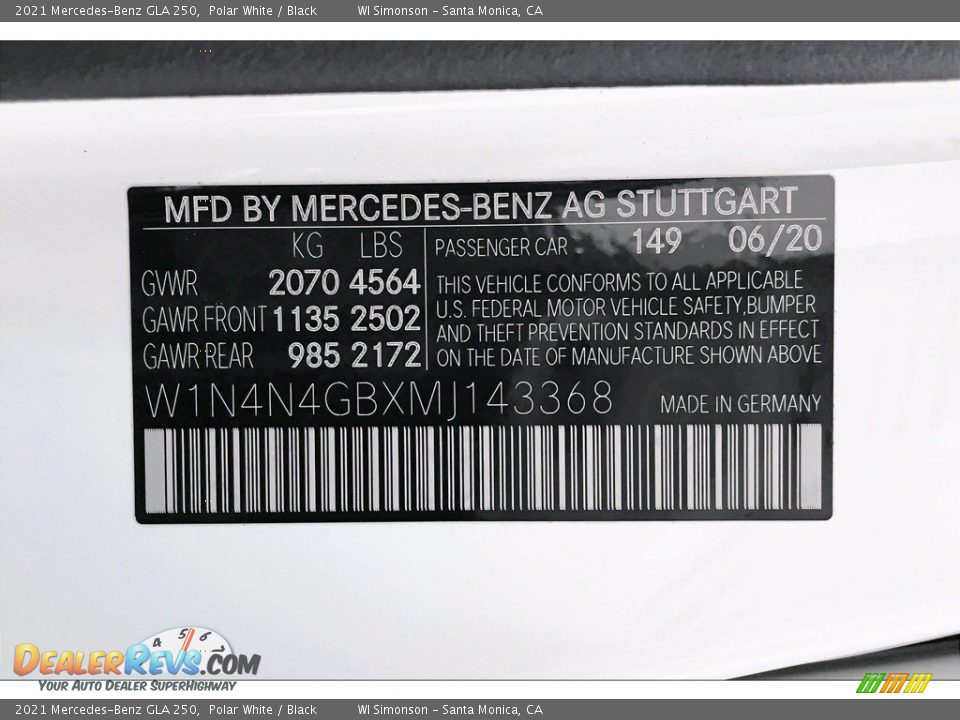 2021 Mercedes-Benz GLA 250, Polar White / Black WI Simonson - Santa Monica, CA
MFD BY MERCEDES-BENZ AG STUTTGART
KG LBS
GVWR 2070 4564
GAWR FRONT 1135 2502
GAWR REAR 985 2172
PASSENGER CAR 149 06/20
THIS VEHICLE CONFORMS TO ALL APPLICABLE
U.S. FEDERAL MOTOR VEHICLE SAFETY,BUMPER
AND THEFT PREVENTION STANDARDS IN EFFECT
ON THE DATE OF MANUFACTURE SHOWN ABOVE
W1N4N4GBXMJ143368 MADE IN GERMANY
4 5 6 7
DEALERREVS.COM
YOUR AUTO DEALER SUPERHIGHWAY
2021 Mercedes-Benz GLA 250, Polar White / Black WI Simonson - Santa Monica, CA